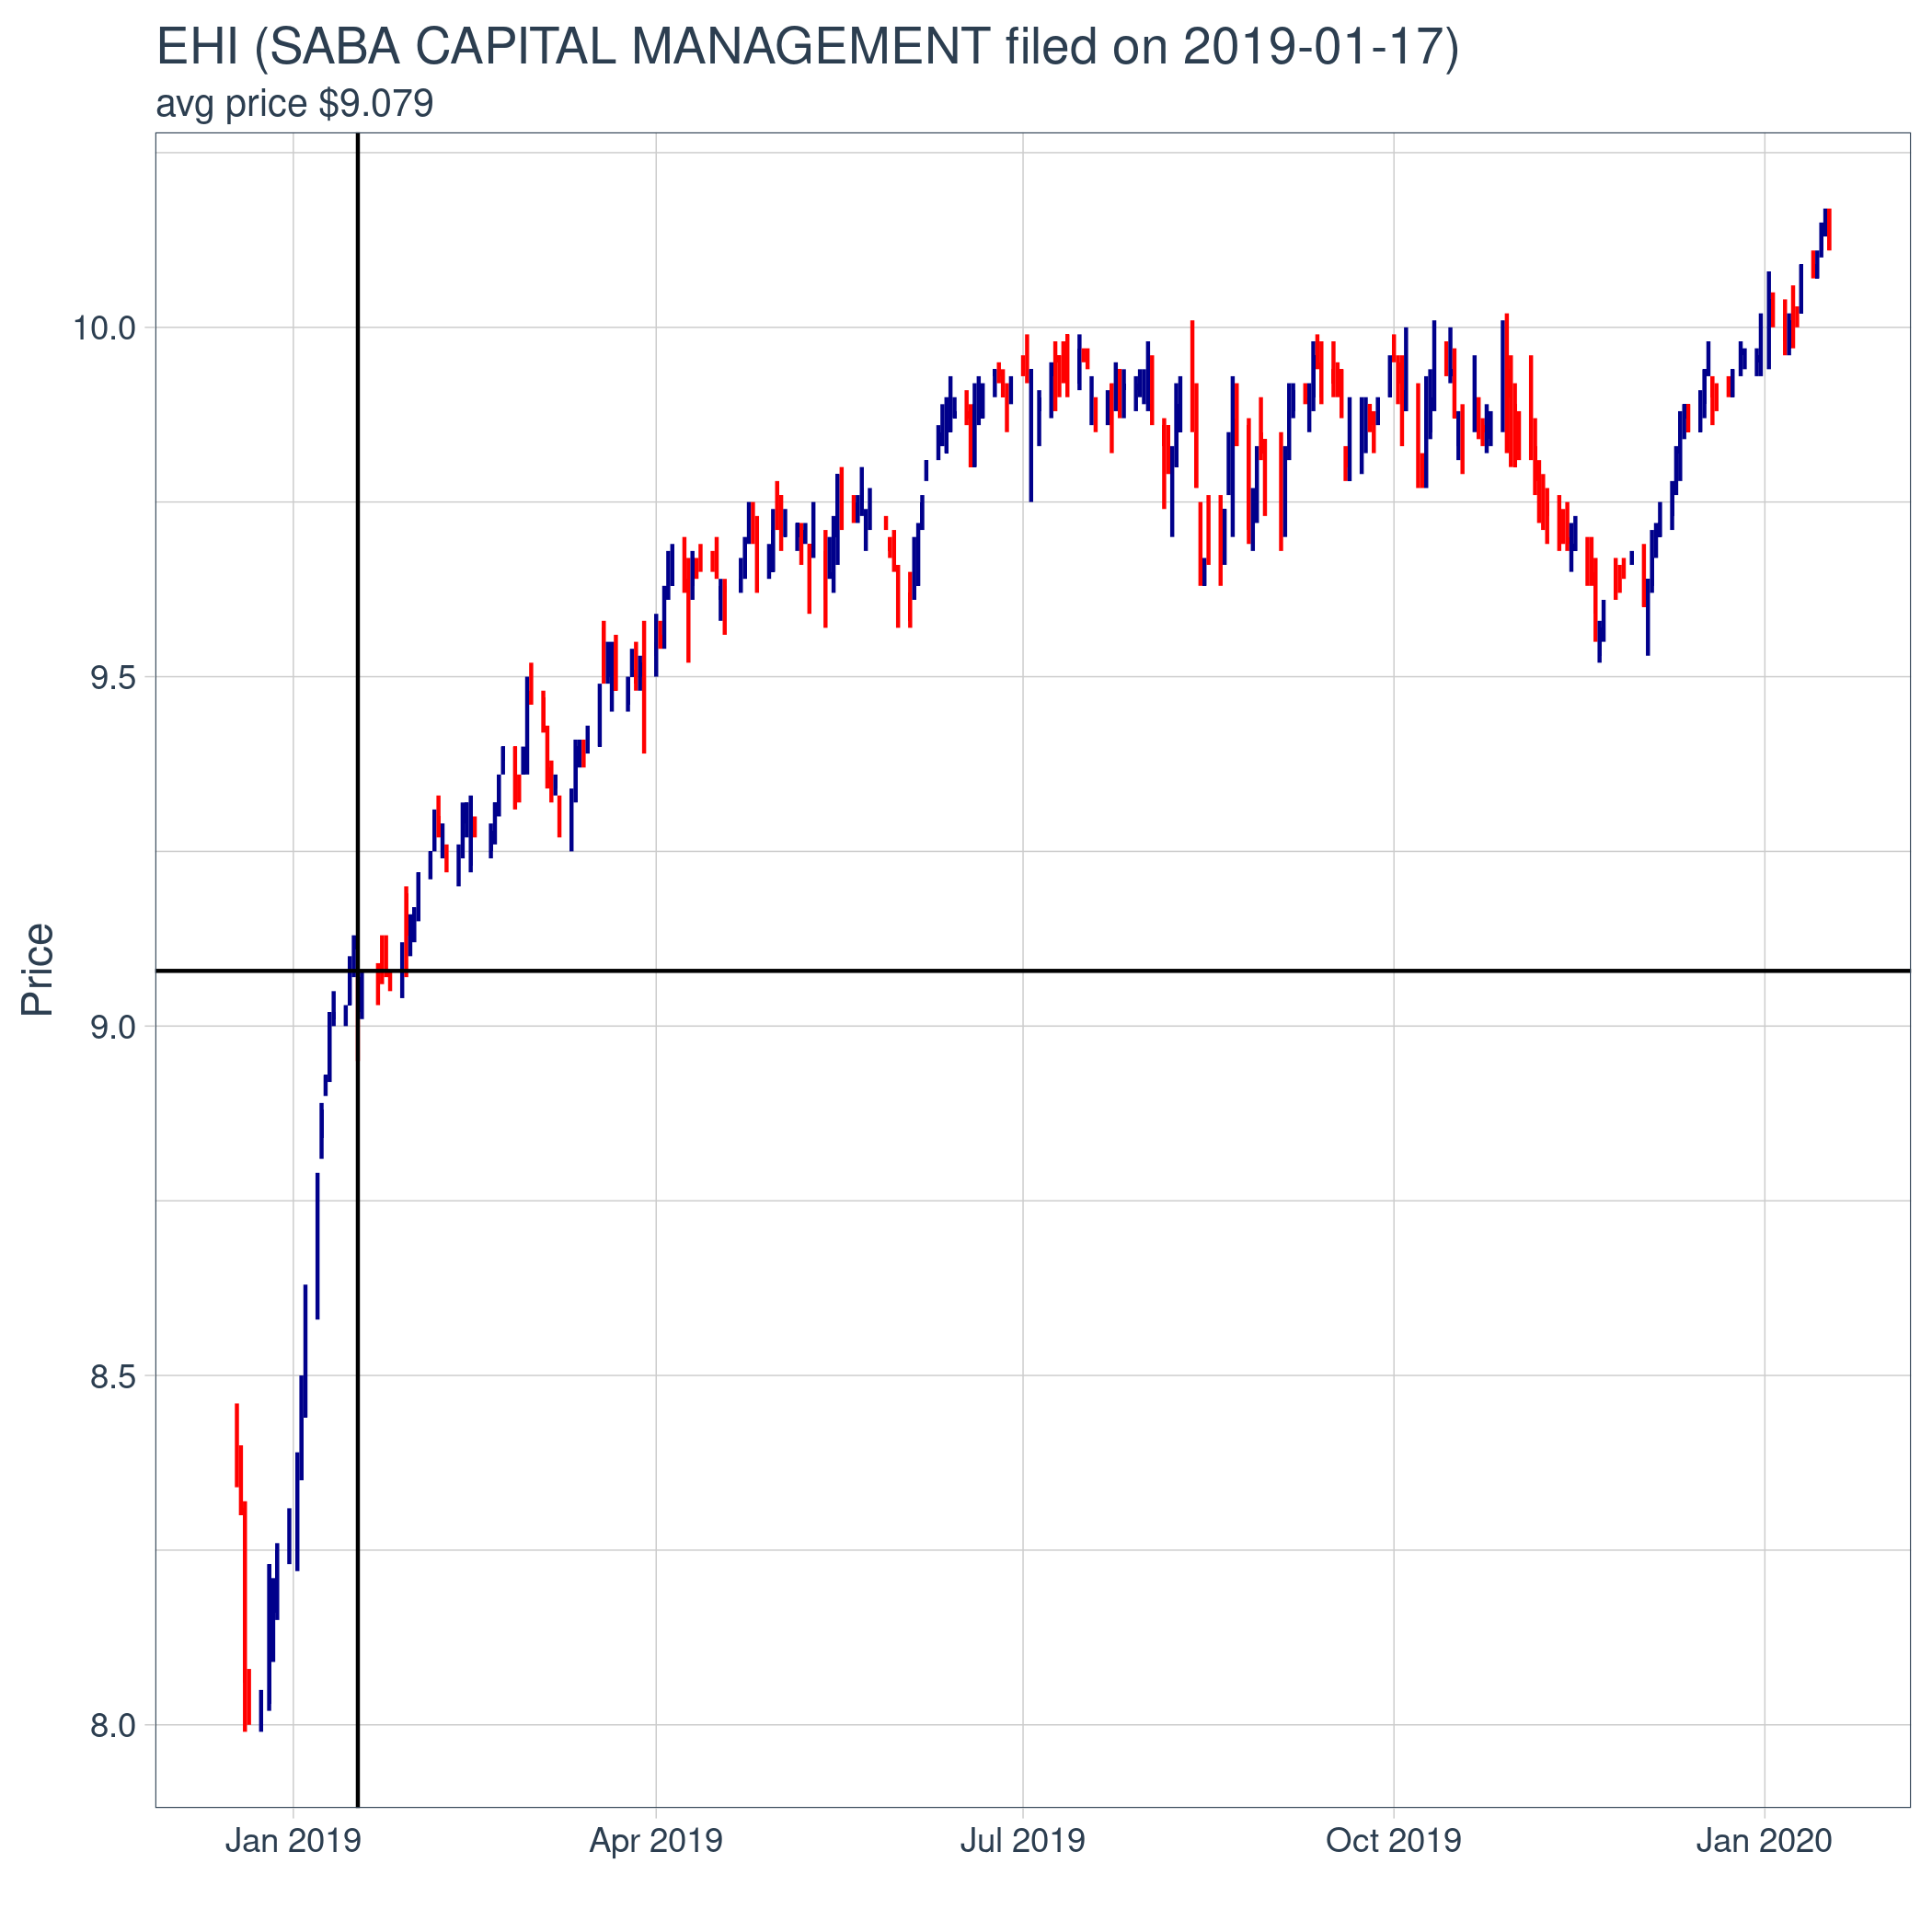 EHI (SABA CAPITAL MANAGEMENT filed on 2019-01-17)
avg price $9.079
10.0
9.5
Price
9.0
8.5
8.0
Jan 2019 Apr 2019 Jul 2019 Oct 2019 Jan 2020